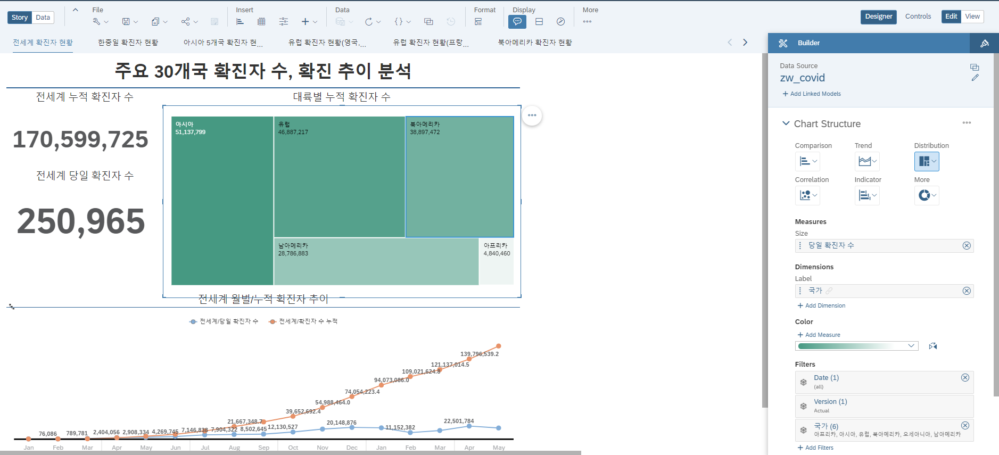 Story
Data
File
Insert
Data
Format
Display
More
Designer
Controls
Edit
View
전세계 확진자 현황
한중일 확진자 현황
아시아 5개국 확진자 현...
유럽 확진자 현황(영국,...
유럽 확진자 현황(프랑...
북아메리카 확진자 현황
주요 30개국 확진자 수, 확진 추이 분석
전세계 누적 확진자 수
170,599,725
전세계 당일 확진자 수
250,965
대륙별 누적 확진자 수
아시아
51,137,799
유럽
46,887,217
북아메리카
38,897,472
남아메리카
28,786,883
아프리카
4,840,460
전세계 월별/누적 확진자 추이
전세계/당일 확진자 수
전세계/확진자 수 누적
139,796,539.2
121,137,014.5
109,021,624.8
94,073,086.0
74,054,223.4
54,988,464.0
39,652,692.4
21,667,348.7
76,086
789,781
2,404,056
2,908,334
4,269,745
7,146,838
7,904,322
8,502,645
12,130,527
20,148,876
11,152,382
22,501,784
Jan
Feb
Mar
Apr
May
Jun
Jul
Aug
Sep
Oct
Nov
Dec
Jan
Feb
Mar
Apr
May
Builder
Data Source
zw_covid
+ Add Linked Models
Chart Structure
Comparison
Trend
Distribution
Correlation
Indicator
More
Measures
Size
당일 확진자 수
Dimensions
Label
국가
+ Add Dimension
Color
+ Add Measure
Filters
Date (1)
(all)
Version (1)
Actual
국가 (6)
아프리카, 아시아, 유럽, 북아메리카, 오세아니아, 남아메리카
+ Add Filters